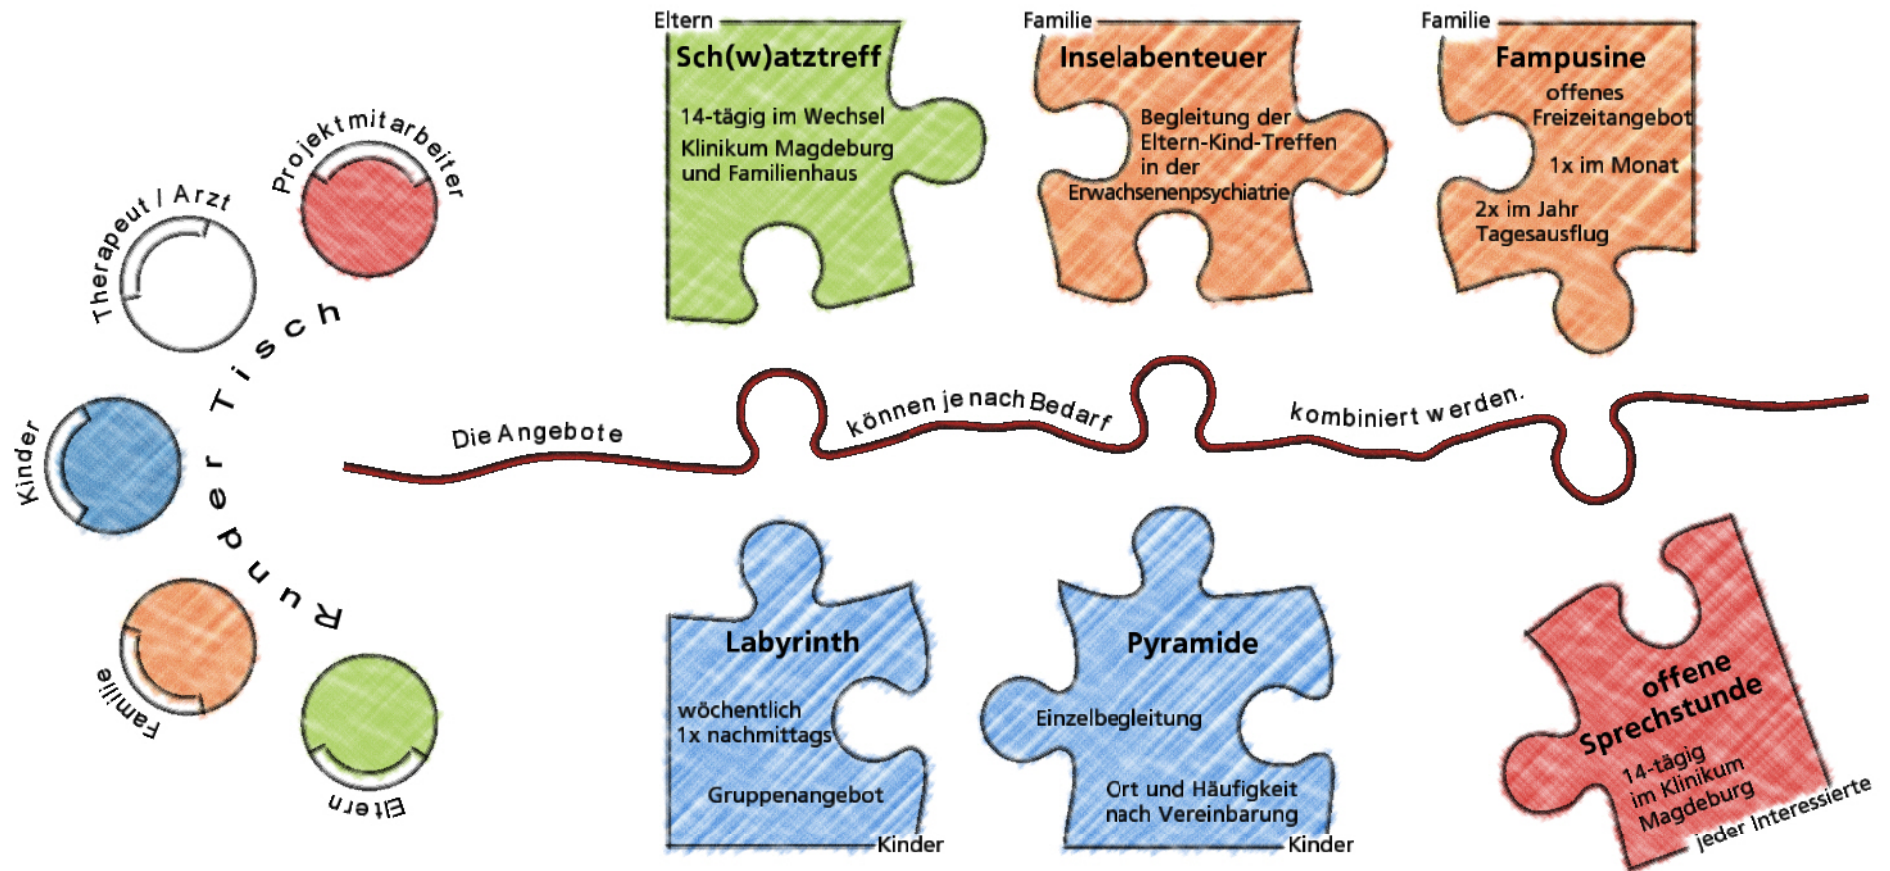 Projektmitarbeiter
Therapeut / Arzt
Kinder
Familie
Eltern
Runder Tisch
Eltern
Sch(w)atztreff
14-tägig im Wechsel
Klinikum Magdeburg
und Familienhaus
Familie
Inselabenteuer
Begleitung der
Eltern-Kind-Treffen
in der
Erwachsenenpsychiatrie
Familie
Fampusine
offenes
Freizeitangebot
1x im Monat
2x im Jahr
Tagesausflug
Die Angebote können je nach Bedarf kombiniert werden.
Labyrinth
wöchentlich
1x nachmittags
Gruppenangebot
Kinder
Pyramide
Einzelbegleitung
Ort und Häufigkeit
nach Vereinbarung
Kinder
offene
Sprechstunde
14-tägig
im Klinikum
Magdeburg
jeder Interessierte